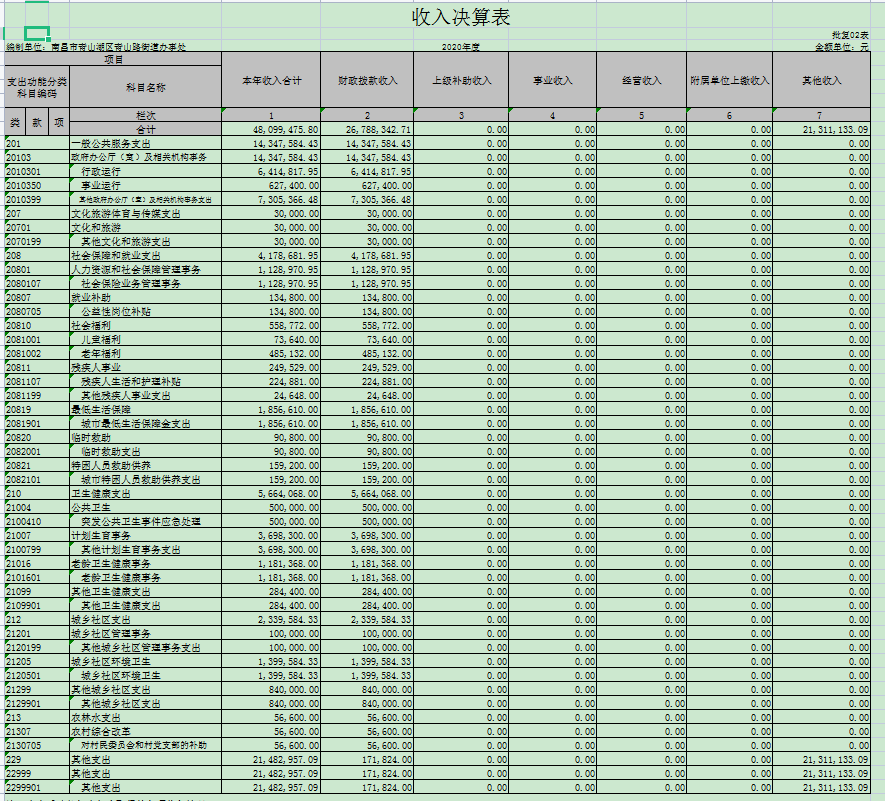 收入决算表
批复02表
编制单位：南昌市青山湖区青山路街道办事处 2020年度 金额单位：元
项目 本年收入合计 财政拨款收入 上级补助收入 事业收入 经营收入 附属单位上缴收入 其他收入
支出功能分类科目编码 科目名称
类 款 项 栏次 1 2 3 4 5 6 7
合计 48,099,475.80 26,788,342.71 0.00 0.00 0.00 0.00 21,311,133.09
201 一般公共服务支出 14,347,584.43 14,347,584.43 0.00 0.00 0.00 0.00 0.00
20103 政府办公厅（室）及相关机构事务 14,347,584.43 14,347,584.43 0.00 0.00 0.00 0.00 0.00
2010301 行政运行 6,414,817.95 6,414,817.95 0.00 0.00 0.00 0.00 0.00
2010350 事业运行 627,400.00 627,400.00 0.00 0.00 0.00 0.00 0.00
2010399 其他政府办公厅（室）及相关机构事务支出 7,305,366.48 7,305,366.48 0.00 0.00 0.00 0.00 0.00
207 文化旅游体育与传媒支出 30,000.00 30,000.00 0.00 0.00 0.00 0.00 0.00
20701 文化和旅游 30,000.00 30,000.00 0.00 0.00 0.00 0.00 0.00
2070199 其他文化和旅游支出 30,000.00 30,000.00 0.00 0.00 0.00 0.00 0.00
208 社会保障和就业支出 4,178,681.95 4,178,681.95 0.00 0.00 0.00 0.00 0.00
20801 人力资源和社会保障管理事务 1,128,970.95 1,128,970.95 0.00 0.00 0.00 0.00 0.00
2080107 社会保险业务管理事务 1,128,970.95 1,128,970.95 0.00 0.00 0.00 0.00 0.00
20807 就业补助 134,800.00 134,800.00 0.00 0.00 0.00 0.00 0.00
2080705 公益性岗位补贴 134,800.00 134,800.00 0.00 0.00 0.00 0.00 0.00
20810 社会福利 558,772.00 558,772.00 0.00 0.00 0.00 0.00 0.00
2081001 儿童福利 73,640.00 73,640.00 0.00 0.00 0.00 0.00 0.00
2081002 老年福利 485,132.00 485,132.00 0.00 0.00 0.00 0.00 0.00
20811 残疾人事业 249,529.00 249,529.00 0.00 0.00 0.00 0.00 0.00
2081107 残疾人生活和护理补贴 224,881.00 224,881.00 0.00 0.00 0.00 0.00 0.00
2081199 其他残疾人事业支出 24,648.00 24,648.00 0.00 0.00 0.00 0.00 0.00
20819 最低生活保障 1,856,610.00 1,856,610.00 0.00 0.00 0.00 0.00 0.00
2081901 城市最低生活保障金支出 1,856,610.00 1,856,610.00 0.00 0.00 0.00 0.00 0.00
20820 临时救助 90,800.00 90,800.00 0.00 0.00 0.00 0.00 0.00
2082001 临时救助支出 90,800.00 90,800.00 0.00 0.00 0.00 0.00 0.00
20821 特困人员救助供养 159,200.00 159,200.00 0.00 0.00 0.00 0.00 0.00
2082101 城市特困人员救助供养支出 159,200.00 159,200.00 0.00 0.00 0.00 0.00 0.00
210 卫生健康支出 5,664,068.00 5,664,068.00 0.00 0.00 0.00 0.00 0.00
21004 公共卫生 500,000.00 500,000.00 0.00 0.00 0.00 0.00 0.00
2100410 突发公共卫生事件应急处理 500,000.00 500,000.00 0.00 0.00 0.00 0.00 0.00
21007 计划生育事务 3,698,300.00 3,698,300.00 0.00 0.00 0.00 0.00 0.00
2100799 其他计划生育事务支出 3,698,300.00 3,698,300.00 0.00 0.00 0.00 0.00 0.00
21016 老龄卫生健康事务 1,181,368.00 1,181,368.00 0.00 0.00 0.00 0.00 0.00
2101601 老龄卫生健康事务 1,181,368.00 1,181,368.00 0.00 0.00 0.00 0.00 0.00
21099 其他卫生健康支出 284,400.00 284,400.00 0.00 0.00 0.00 0.00 0.00
2109901 其他卫生健康支出 284,400.00 284,400.00 0.00 0.00 0.00 0.00 0.00
212 城乡社区支出 2,339,584.33 2,339,584.33 0.00 0.00 0.00 0.00 0.00
21201 城乡社区管理事务 100,000.00 100,000.00 0.00 0.00 0.00 0.00 0.00
2120199 其他城乡社区管理事务支出 100,000.00 100,000.00 0.00 0.00 0.00 0.00 0.00
21205 城乡社区环境卫生 1,399,584.33 1,399,584.33 0.00 0.00 0.00 0.00 0.00
2120501 城乡社区环境卫生 1,399,584.33 1,399,584.33 0.00 0.00 0.00 0.00 0.00
21299 其他城乡社区支出 840,000.00 840,000.00 0.00 0.00 0.00 0.00 0.00
2129901 其他城乡社区支出 840,000.00 840,000.00 0.00 0.00 0.00 0.00 0.00
213 农林水支出 56,600.00 56,600.00 0.00 0.00 0.00 0.00 0.00
21307 农村综合改革 56,600.00 56,600.00 0.00 0.00 0.00 0.00 0.00
2130705 对村民委员会和村党支部的补助 56,600.00 56,600.00 0.00 0.00 0.00 0.00 0.00
229 其他支出 21,482,957.09 171,824.00 0.00 0.00 0.00 0.00 21,311,133.09
22999 其他支出 21,482,957.09 171,824.00 0.00 0.00 0.00 0.00 21,311,133.09
2299901 其他支出 21,482,957.09 171,824.00 0.00 0.00 0.00 0.00 21,311,133.09